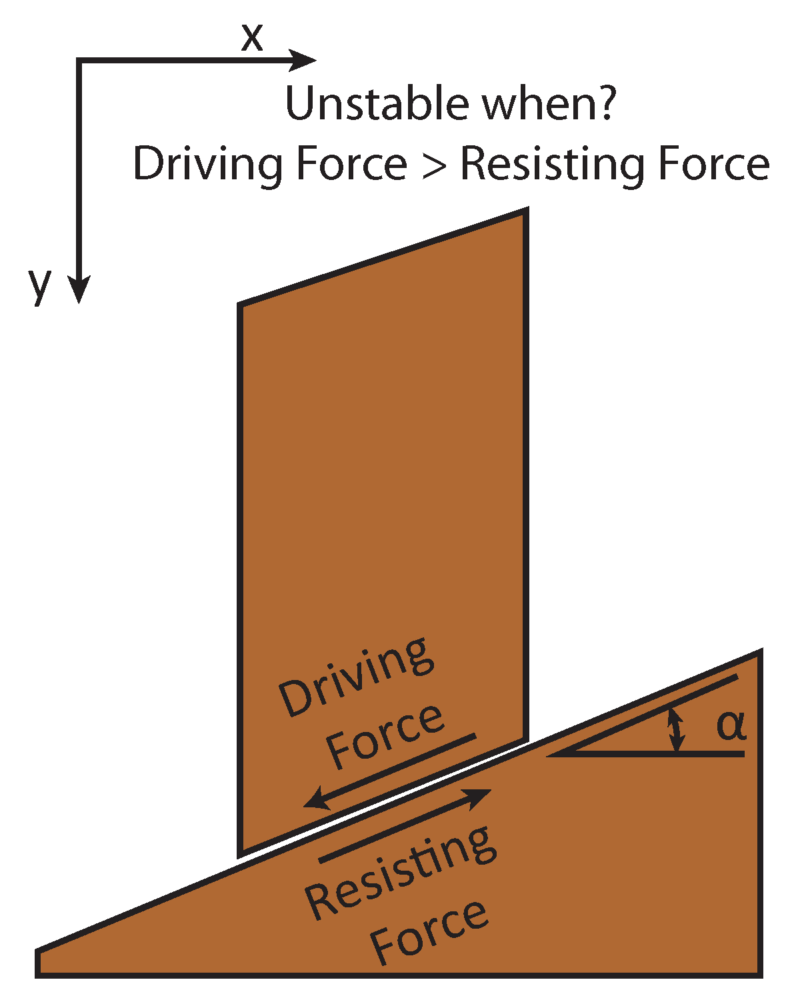 x
Unstable when?
Driving Force > Resisting Force
y
Driving
Force
α
Resisting
Force